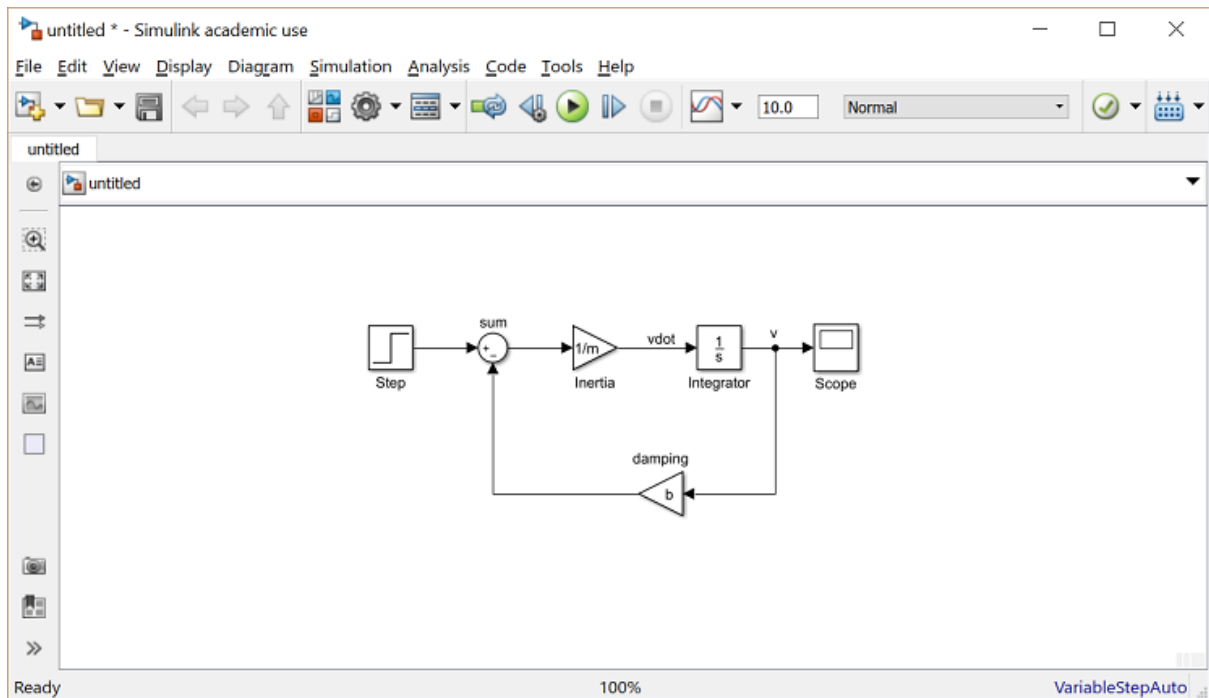 untitled * - Simulink academic use
File Edit View Display Diagram Simulation Analysis Code Tools Help
10.0 Normal
untitled
untitled
sum
+
-
1/m
vdot
1
s
v
Step
Inertia
Integrator
Scope
damping
b
Ready 100% VariableStepAuto